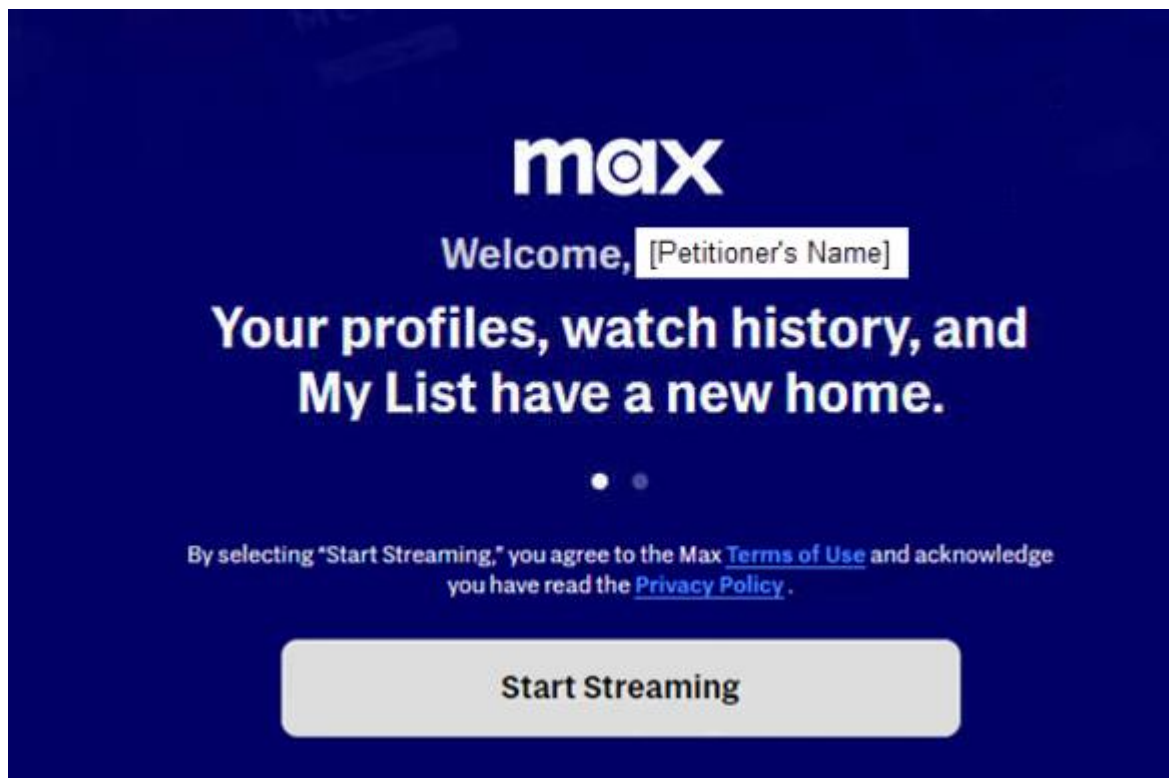 max
Welcome, [Petitioner's Name]
Your profiles, watch history, and
My List have a new home.
By selecting "Start Streaming," you agree to the Max Terms of Use and acknowledge
you have read the Privacy Policy.
Start Streaming